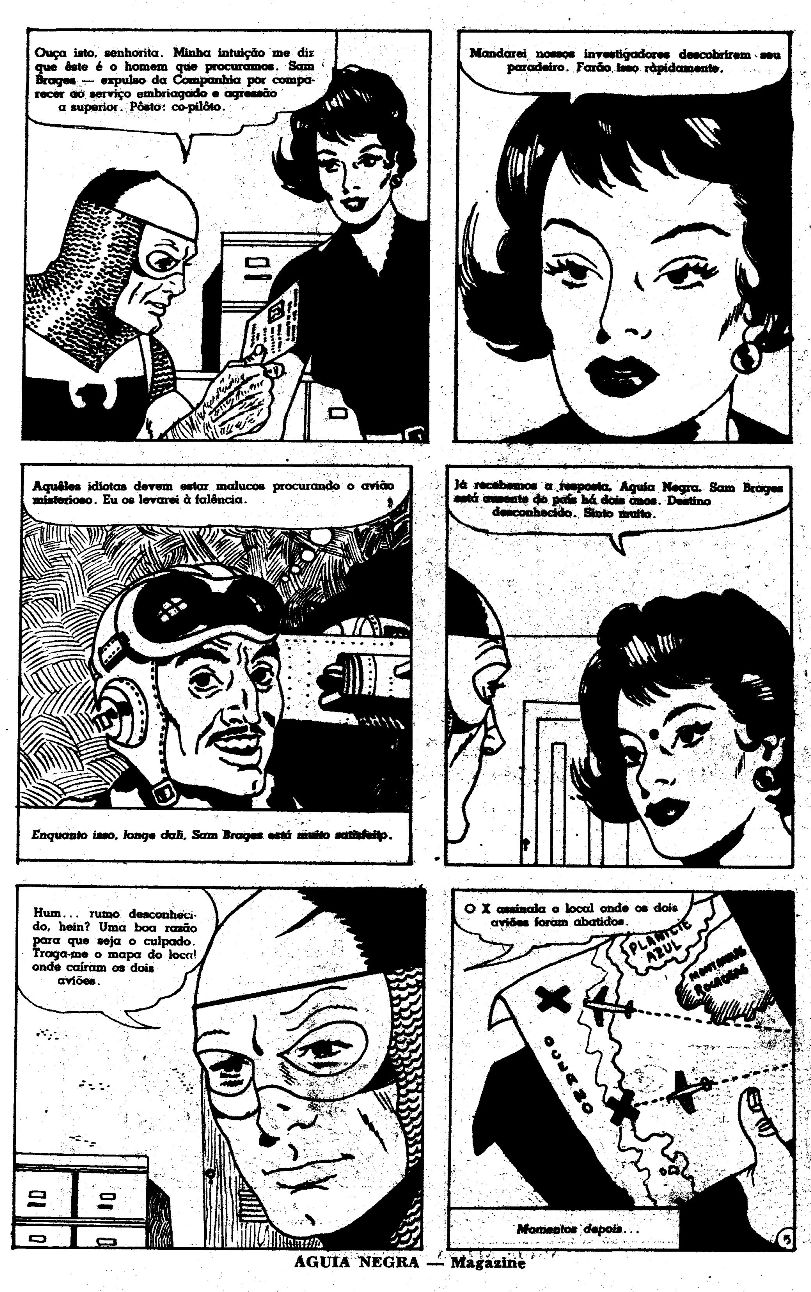 Ouça isto, senhorita. Minha intuição me diz
que êste é o homem que procuramos. Sam
Brages — expulso da Companhia por compa-
recer ao serviço embriagado e agressão
a superior. Pôsto: co-pilôto.
Mandarei nossos investigadores descobrirem seu
paradeiro. Farão isso ràpidamente.
Aquêles idiotas devem estar malucos procurando o avião
misterioso. Eu os levarei à falência.
Enquanto isso, longe dali, Sam Brages está muito satisfeito.
Já recebemos a resposta, Aguia Negra. Sam Brages
está ausente do país há dois anos. Destino
desconhecido. Sinto muito.
Hum... rumo desconheci-
do, hein? Uma boa razão
para que seja o culpado.
Traga-me o mapa do local
onde caíram os dois
aviões.
O X assinala o local onde os dois
aviões foram abatidos.
PLANICIE
AZUL
MONTANHAS
ROCHOSAS
OCEANO
Momentos depois...
5
AGUIA NEGRA — Magazine